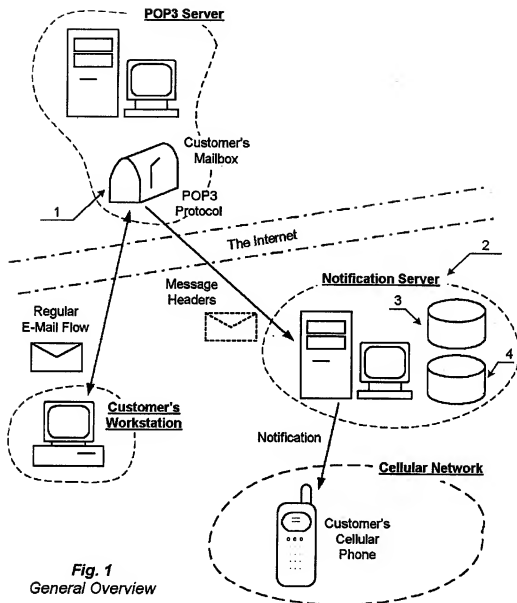 POP3 Server
Customer's
Mailbox
1
POP3
Protocol
The Internet
2
Notification Server
Message
Headers
3
Regular
E-Mail Flow
4
Customer's
Workstation
Notification
Cellular Network
Customer's
Cellular
Phone
Fig. 1
General Overview